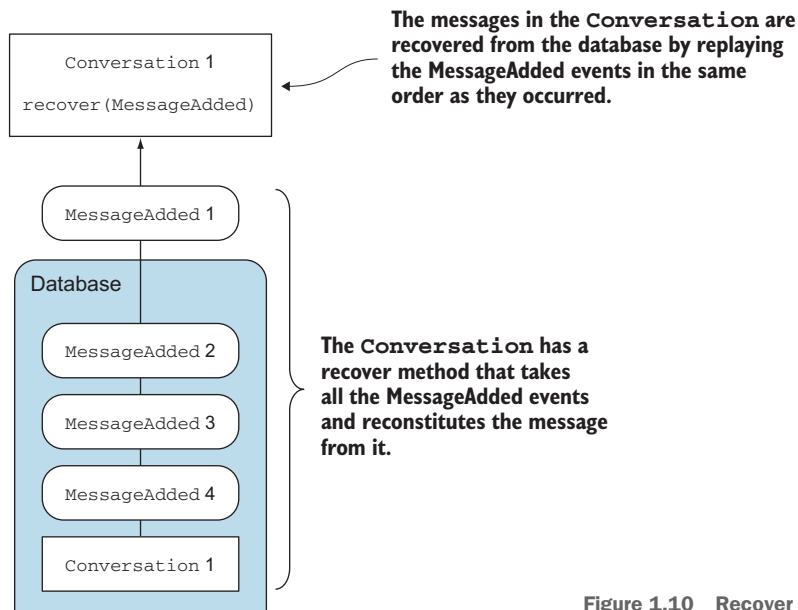 The messages in the Conversation are
recovered from the database by replaying
the MessageAdded events in the same
order as they occurred.
Conversation 1
recover(MessageAdded)
MessageAdded 1
Database
MessageAdded 2
MessageAdded 3
MessageAdded 4
Conversation 1
The Conversation has a
recover method that takes
all the MessageAdded events
and reconstitutes the message
from it.
Figure 1.10 Recover